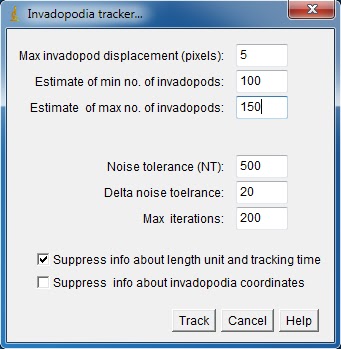 Invadopodia tracker...
Max invadopod displacement (pixels): 5
Estimate of min no. of invadopods: 100
Estimate of max no. of invadopods: 150
Noise tolerance (NT): 500
Delta noise toelrance: 20
Max iterations: 200
Suppress info about length unit and tracking time
Suppress info about invadopodia coordinates
Track Cancel Help